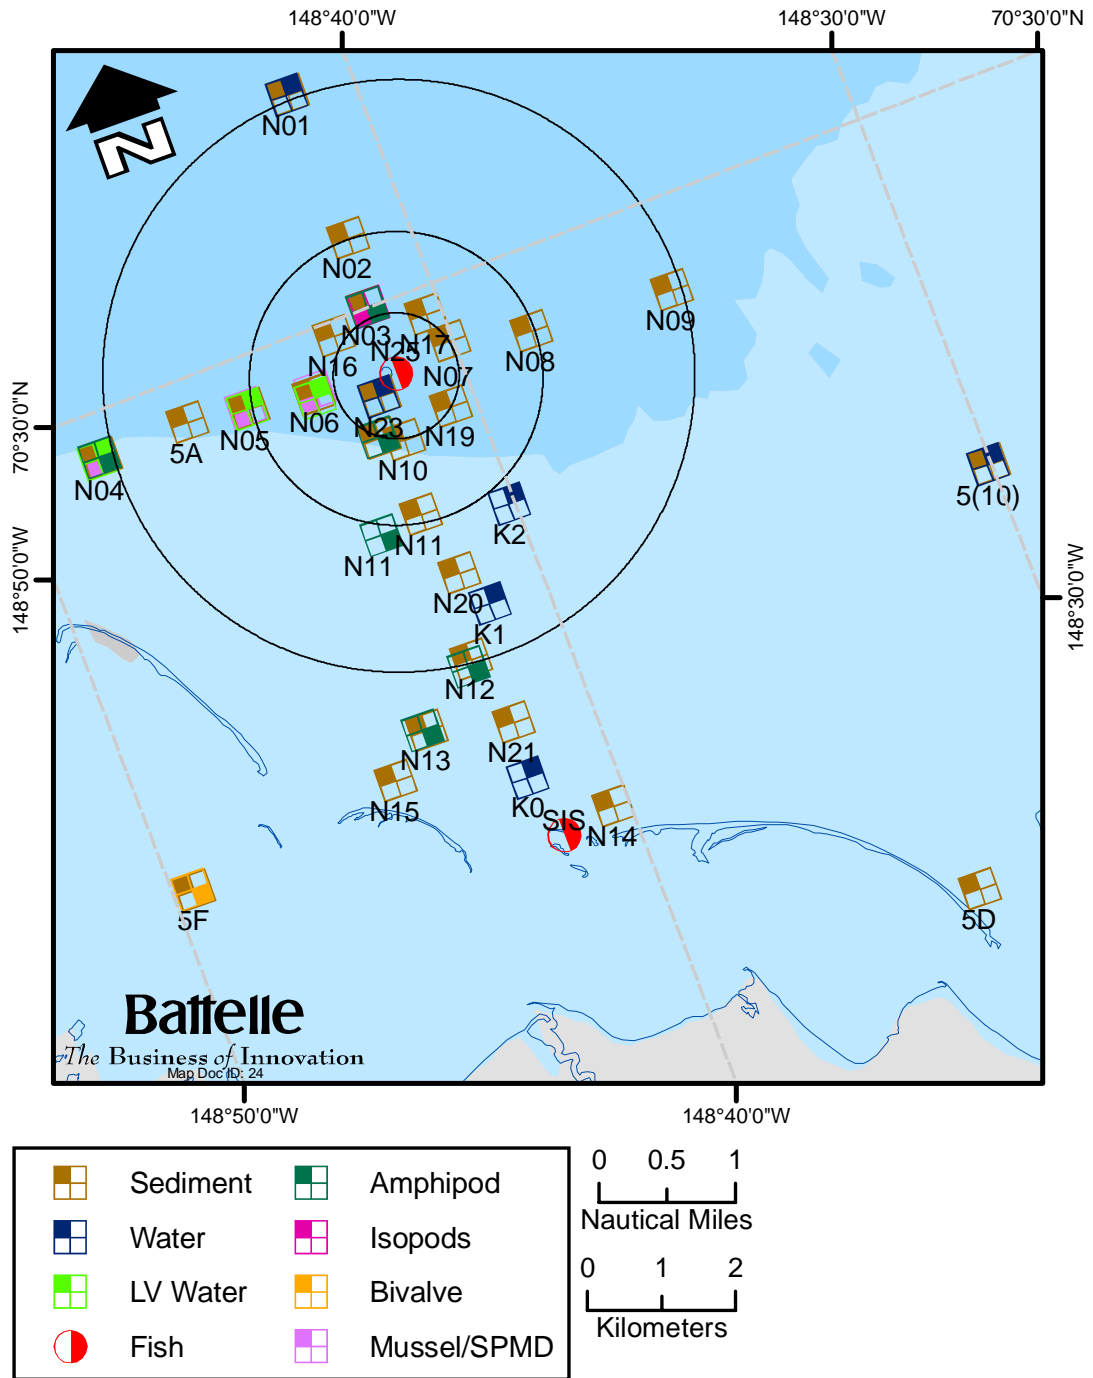 148°40'0"W
148°30'0"W
70°30'0"N
N
N01
N02
N09
N03
N17
N25
N16
N07
N08
N06
N05
5A
N23
N19
N10
N04
70°30'0"N
5(10)
K2
N11
N11
148°50'0"W
148°30'0"W
N20
K1
N12
N21
N13
K0
N15
SIS
N14
5F
5D
Battelle
The Business of Innovation
Map Doc ID: 24
148°50'0"W
148°40'0"W
Sediment
Amphipod
Water
Isopods
LV Water
Bivalve
Fish
Mussel/SPMD
0 0.5 1
Nautical Miles
0 1 2
Kilometers